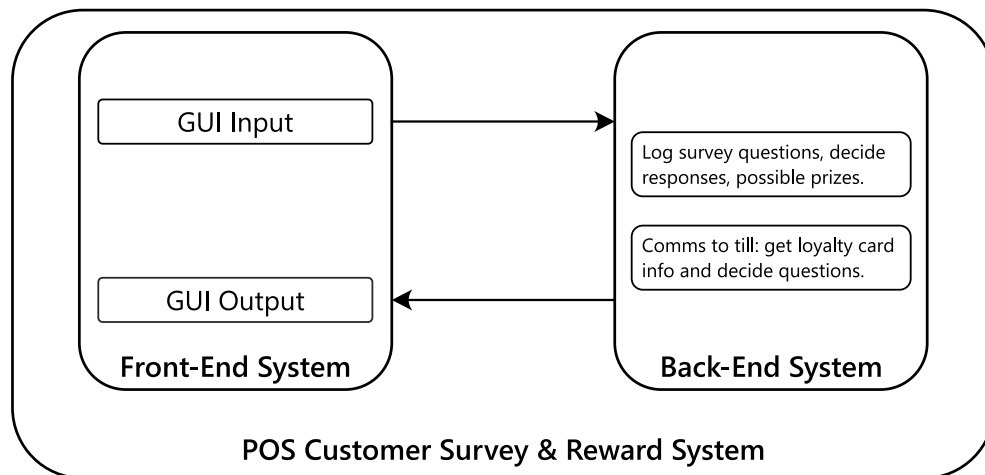 GUI Input
GUI Output
Front-End System
Log survey questions, decide
responses, possible prizes.
Comms to till: get loyalty card
info and decide questions.
Back-End System
POS Customer Survey & Reward System